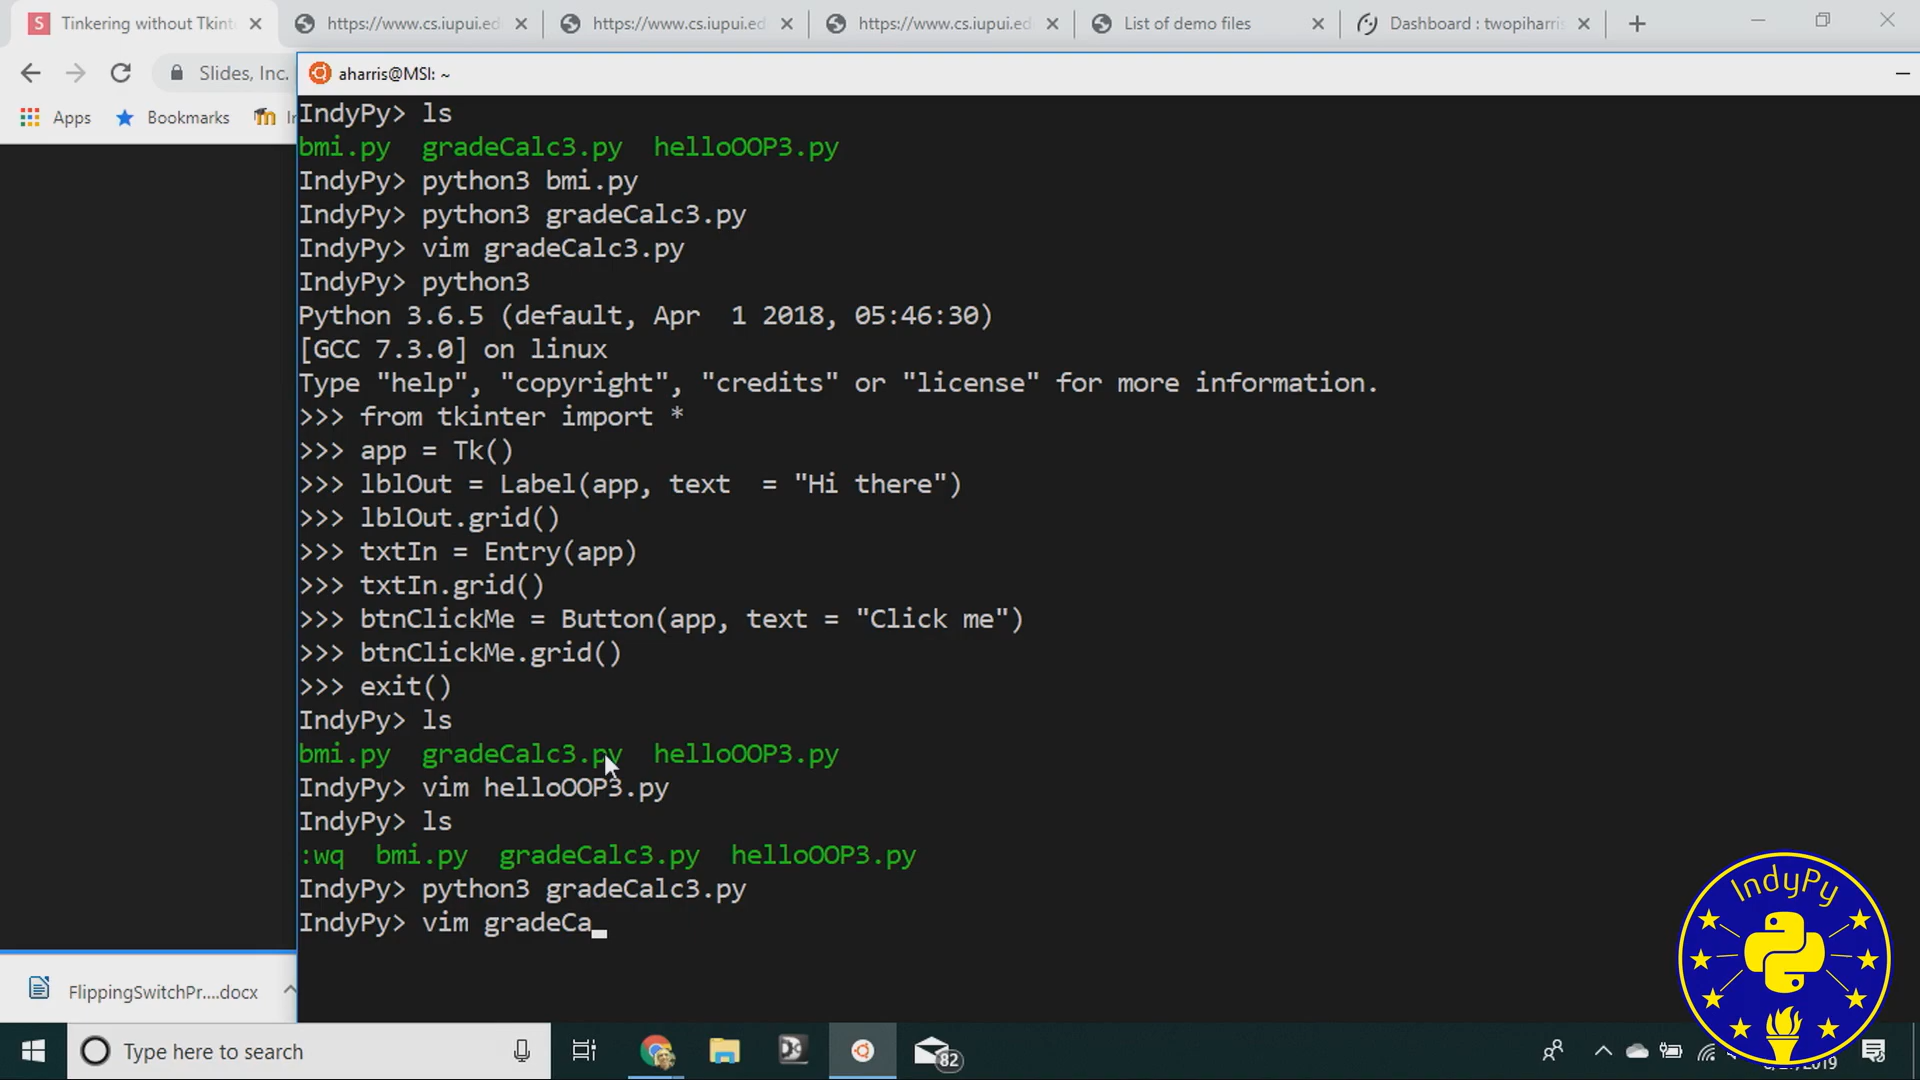 Tinkering without Tkint
https://www.cs.iupui.ed
https://www.cs.iupui.ed
https://www.cs.iupui.ed
List of demo files
Dashboard : twopiharris
Slides, Inc.
aharris@MSI: ~
Apps
Bookmarks
IndyPy> ls
bmi.py gradeCalc3.py helloOOP3.py
IndyPy> python3 bmi.py
IndyPy> python3 gradeCalc3.py
IndyPy> vim gradeCalc3.py
IndyPy> python3
Python 3.6.5 (default, Apr 1 2018, 05:46:30)
[GCC 7.3.0] on linux
Type "help", "copyright", "credits" or "license" for more information.
>>> from tkinter import *
>>> app = Tk()
>>> lblOut = Label(app, text  = "Hi there")
>>> lblOut.grid()
>>> txtIn = Entry(app)
>>> txtIn.grid()
>>> btnClickMe = Button(app, text = "Click me")
>>> btnClickMe.grid()
>>> exit()
IndyPy> ls
bmi.py gradeCalc3.py helloOOP3.py
IndyPy> vim helloOOP3.py
IndyPy> ls
:wq bmi.py gradeCalc3.py helloOOP3.py
IndyPy> python3 gradeCalc3.py
IndyPy> vim gradeCa_
IndyPy
FlippingSwitchPr....docx
Type here to search
82